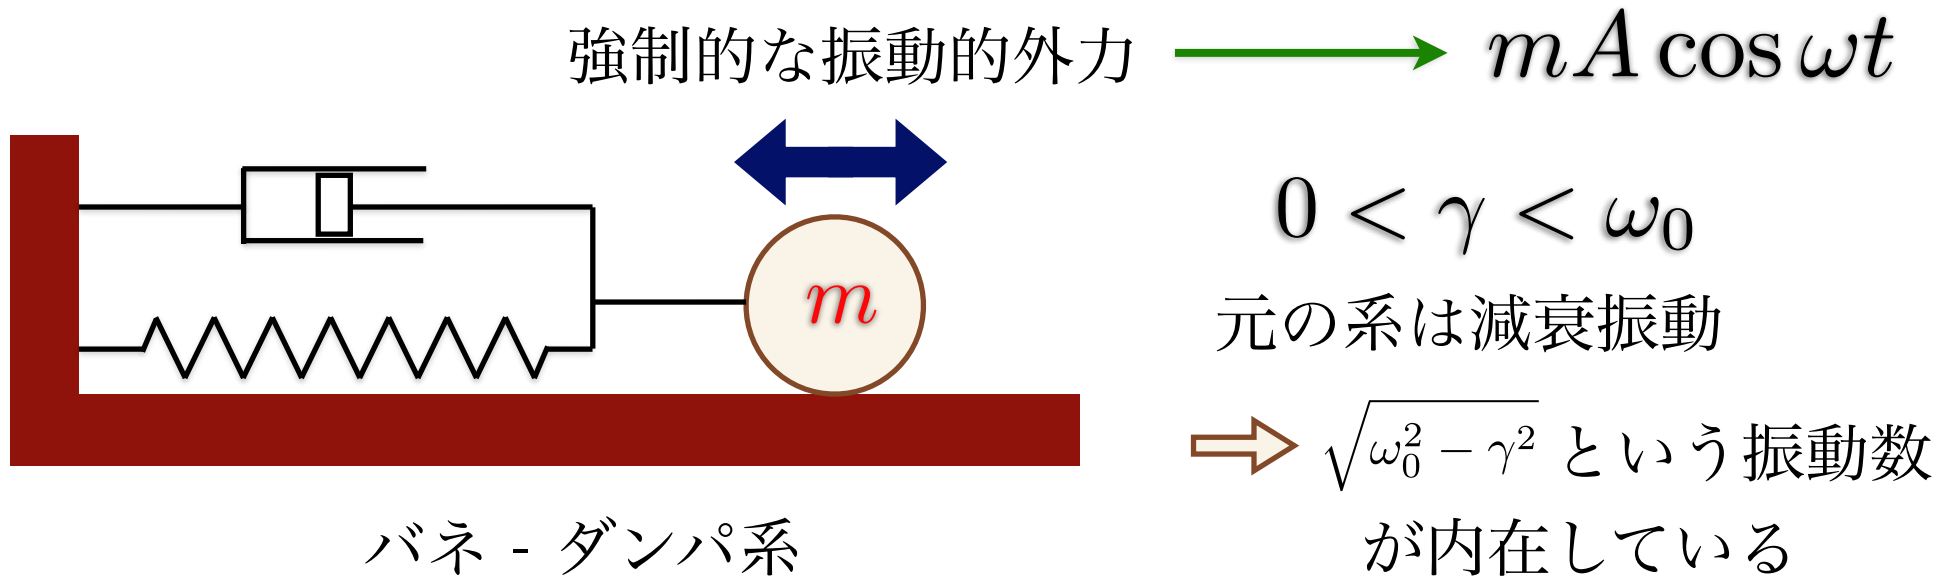 強制的な振動的外力 mA cos ωt
0 < γ < ω₀
m
元の系は減衰振動
√(ω₀² − γ²) という振動数
が内在している
バネ - ダンパ系